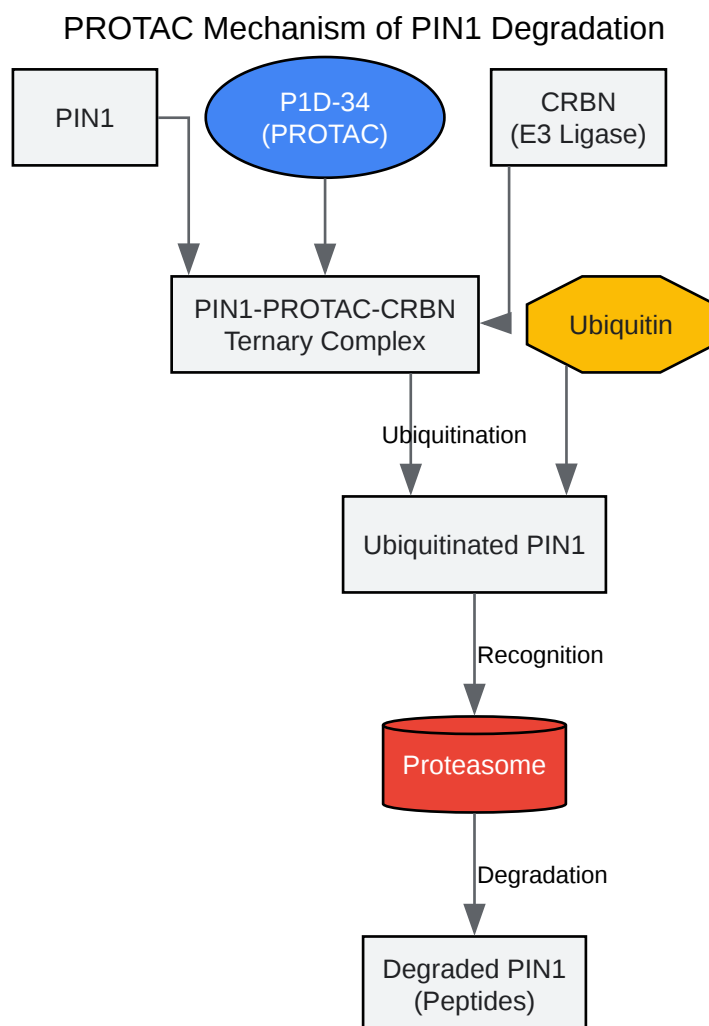 PROTAC Mechanism of PIN1 Degradation
PIN1
P1D-34
(PROTAC)
CRBN
(E3 Ligase)
PIN1-PROTAC-CRBN
Ternary Complex
Ubiquitin
Ubiquitination
Ubiquitinated PIN1
Recognition
Proteasome
Degradation
Degraded PIN1
(Peptides)